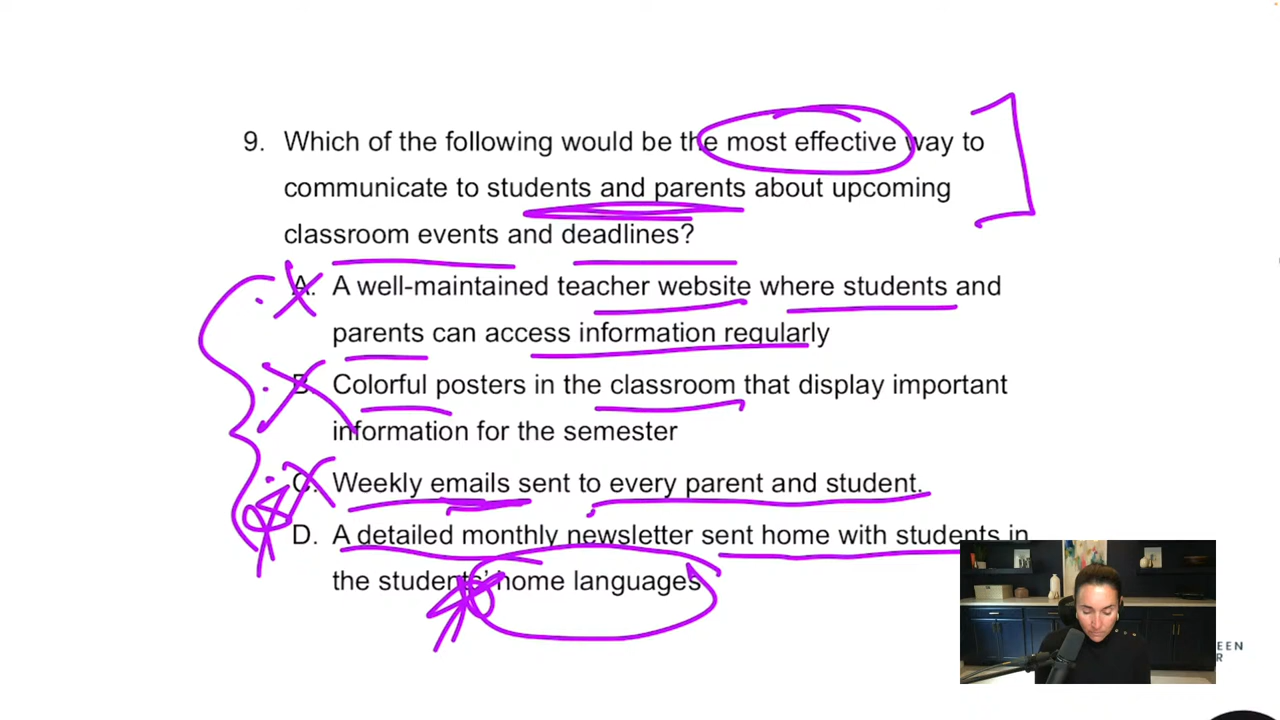 9. Which of the following would be the most effective way to
communicate to students and parents about upcoming
classroom events and deadlines?
A. A well-maintained teacher website where students and
parents can access information regularly
B. Colorful posters in the classroom that display important
information for the semester
C. Weekly emails sent to every parent and student.
D. A detailed monthly newsletter sent home with students in
the students' home languages
EEN
R